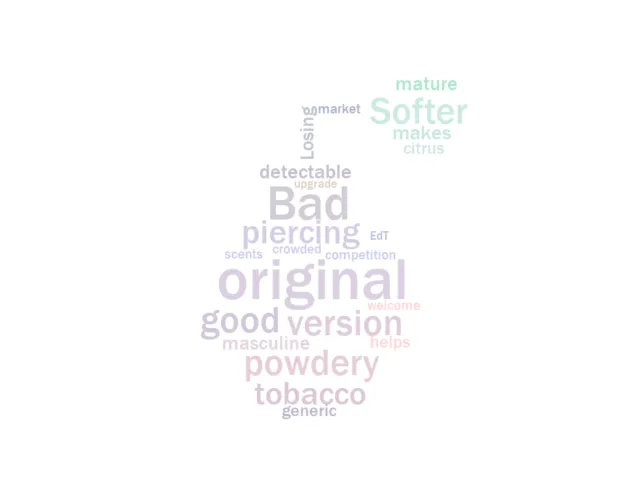 mature
Losing
market
Softer
makes
citrus
detectable
upgrade
Bad
piercing
EdT
scents
crowded
competition
original
welcome
good
version
masculine
helps
powdery
tobacco
generic